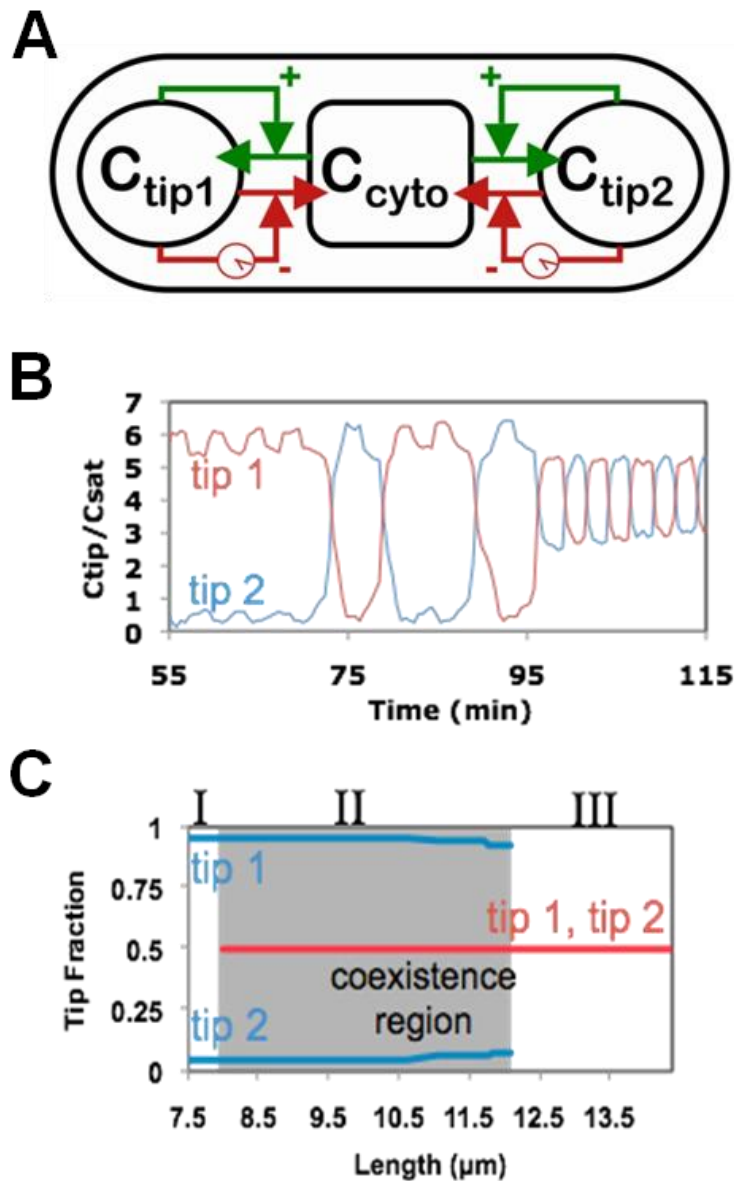 A
+ +
Ctip1 Ccyto Ctip2
- -
B
Ctip/Csat
7
6
5
4
3
2
1
0
tip 1
tip 2
55 75 95 115
Time (min)
C
I II III
Tip Fraction
1
0.75
0.5
0.25
0
tip 1
tip 1, tip 2
coexistence
region
tip 2
7.5 8.5 9.5 10.5 11.5 12.5 13.5
Length (μm)